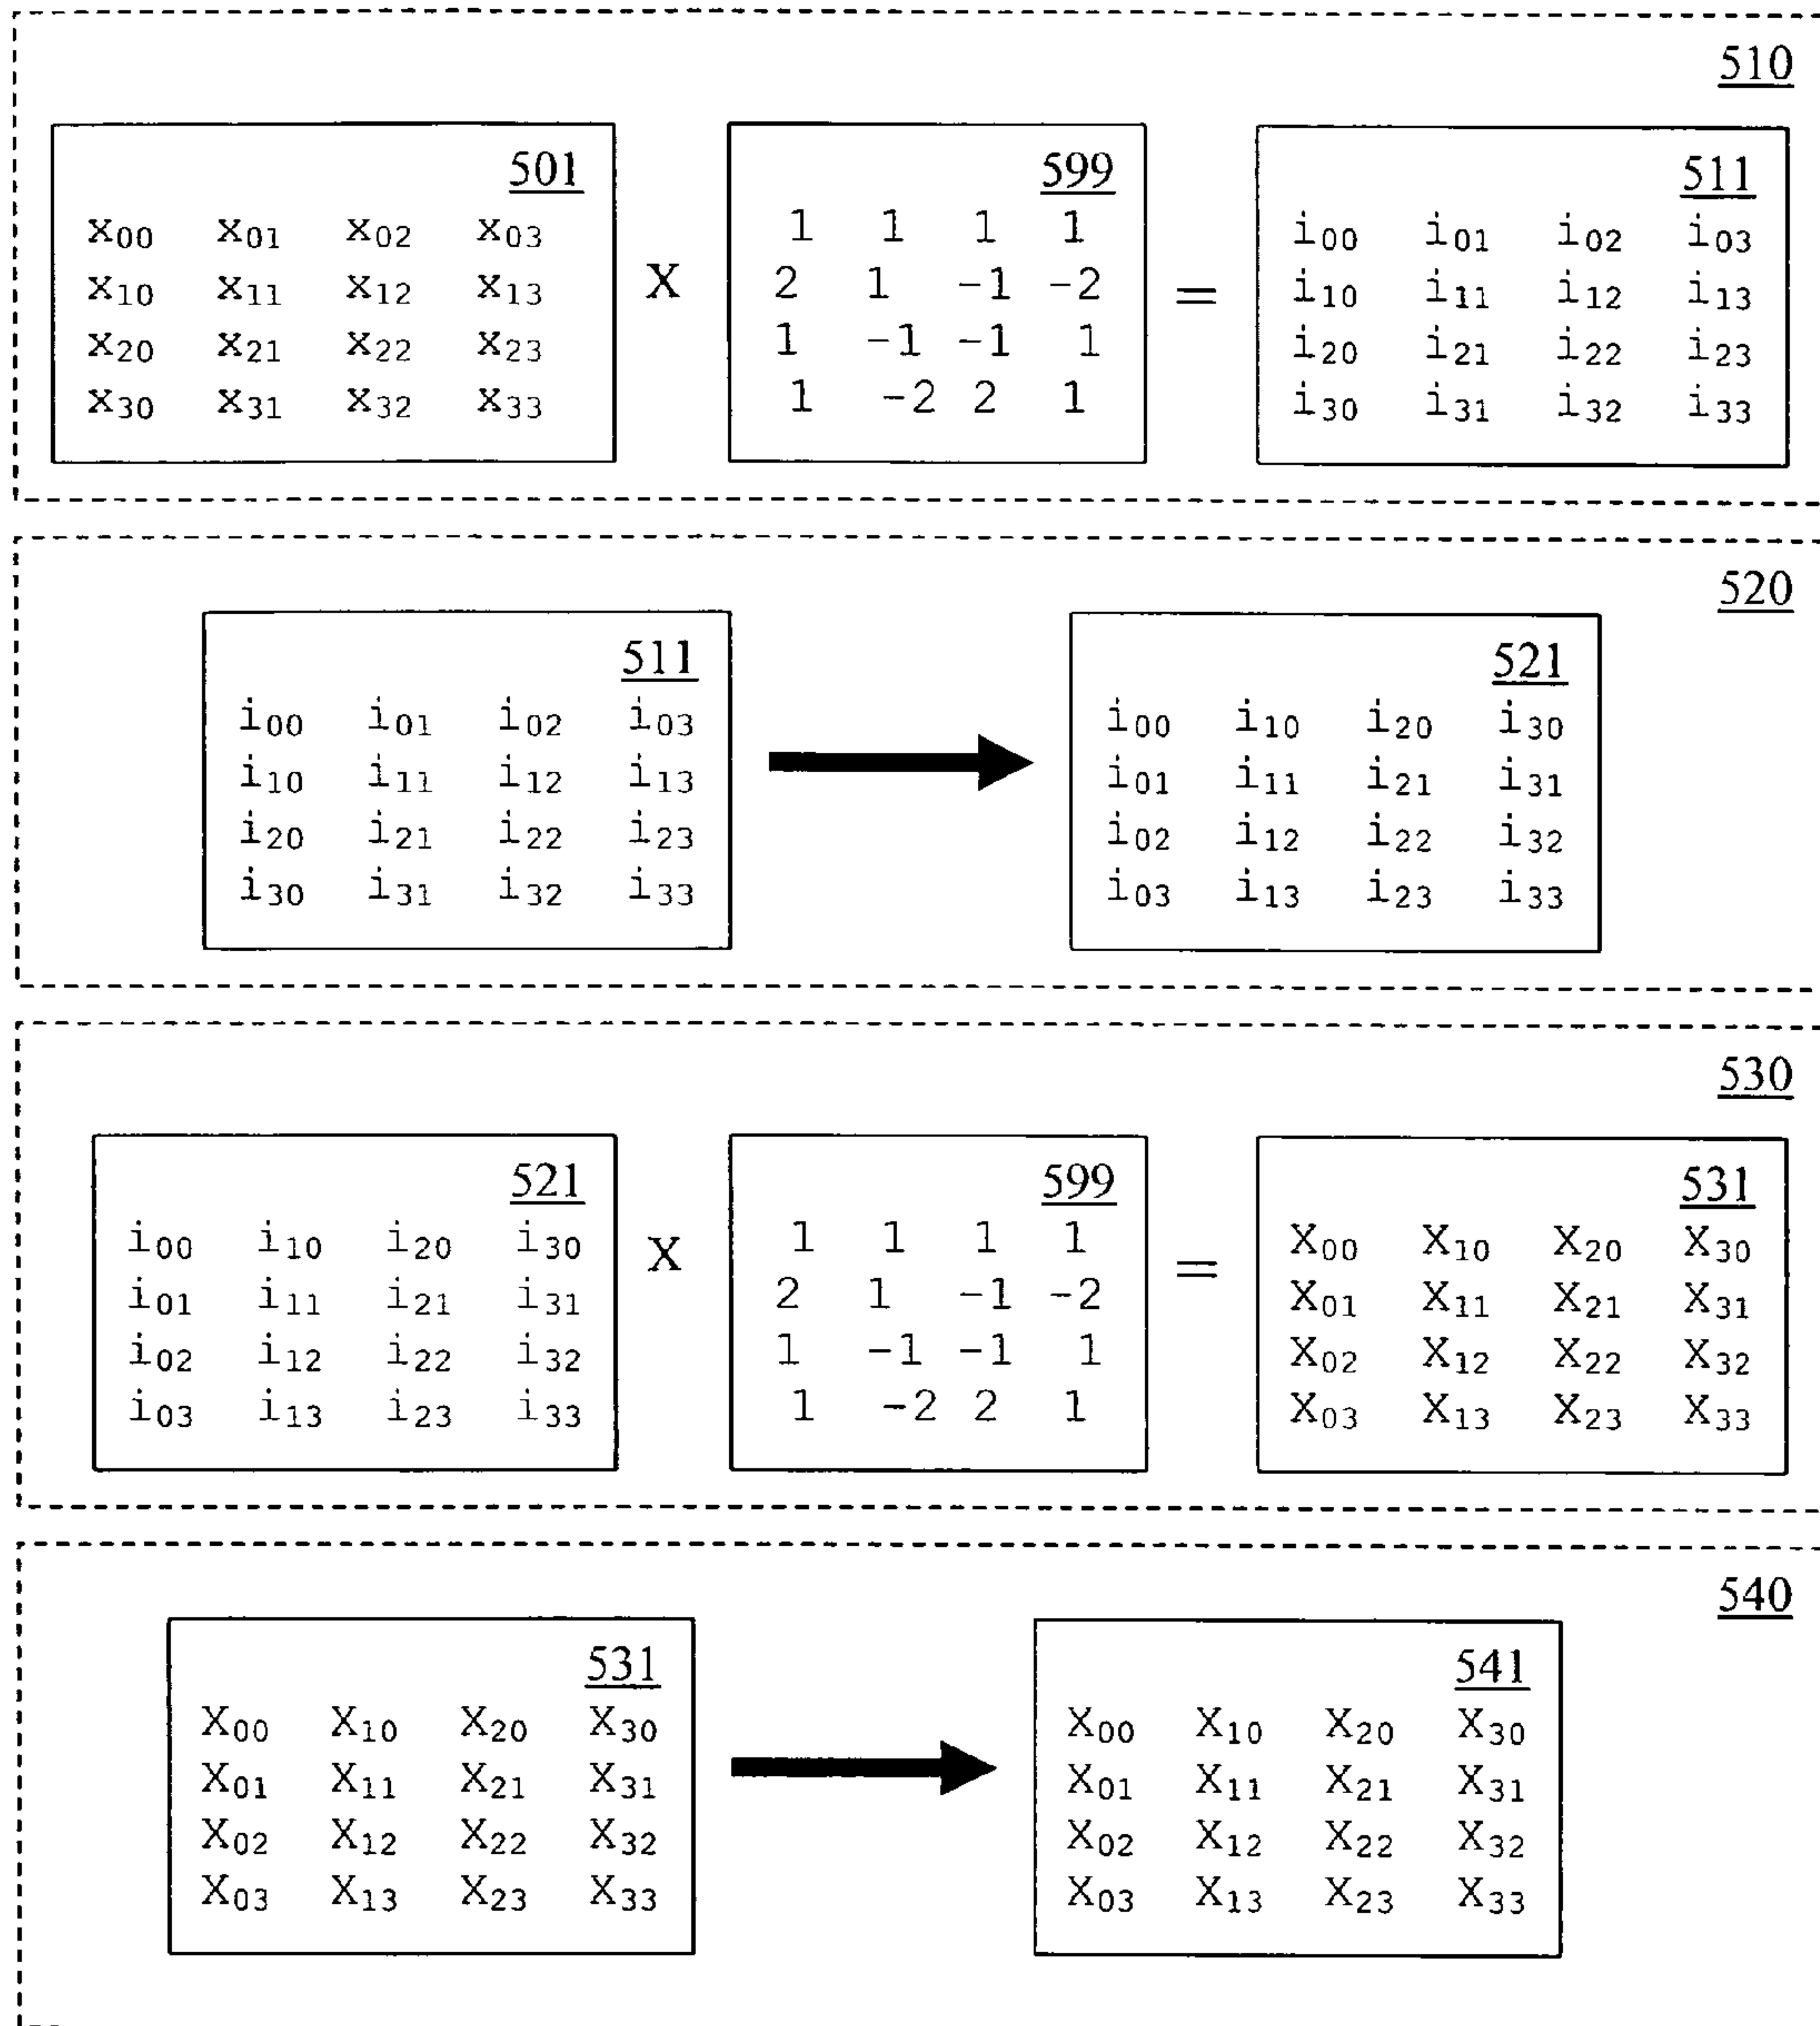 510
501
x00 x01 x02 x03
x10 x11 x12 x13
x20 x21 x22 x23
x30 x31 x32 x33
X
599
1 1 1 1
2 1 -1 -2
1 -1 -1 1
1 -2 2 1
=
511
i00 i01 i02 i03
i10 i11 i12 i13
i20 i21 i22 i23
i30 i31 i32 i33
520
511
i00 i01 i02 i03
i10 i11 i12 i13
i20 i21 i22 i23
i30 i31 i32 i33
521
i00 i10 i20 i30
i01 i11 i21 i31
i02 i12 i22 i32
i03 i13 i23 i33
530
521
i00 i10 i20 i30
i01 i11 i21 i31
i02 i12 i22 i32
i03 i13 i23 i33
X
599
1 1 1 1
2 1 -1 -2
1 -1 -1 1
1 -2 2 1
=
531
X00 X10 X20 X30
X01 X11 X21 X31
X02 X12 X22 X32
X03 X13 X23 X33
540
531
X00 X10 X20 X30
X01 X11 X21 X31
X02 X12 X22 X32
X03 X13 X23 X33
541
X00 X10 X20 X30
X01 X11 X21 X31
X02 X12 X22 X32
X03 X13 X23 X33